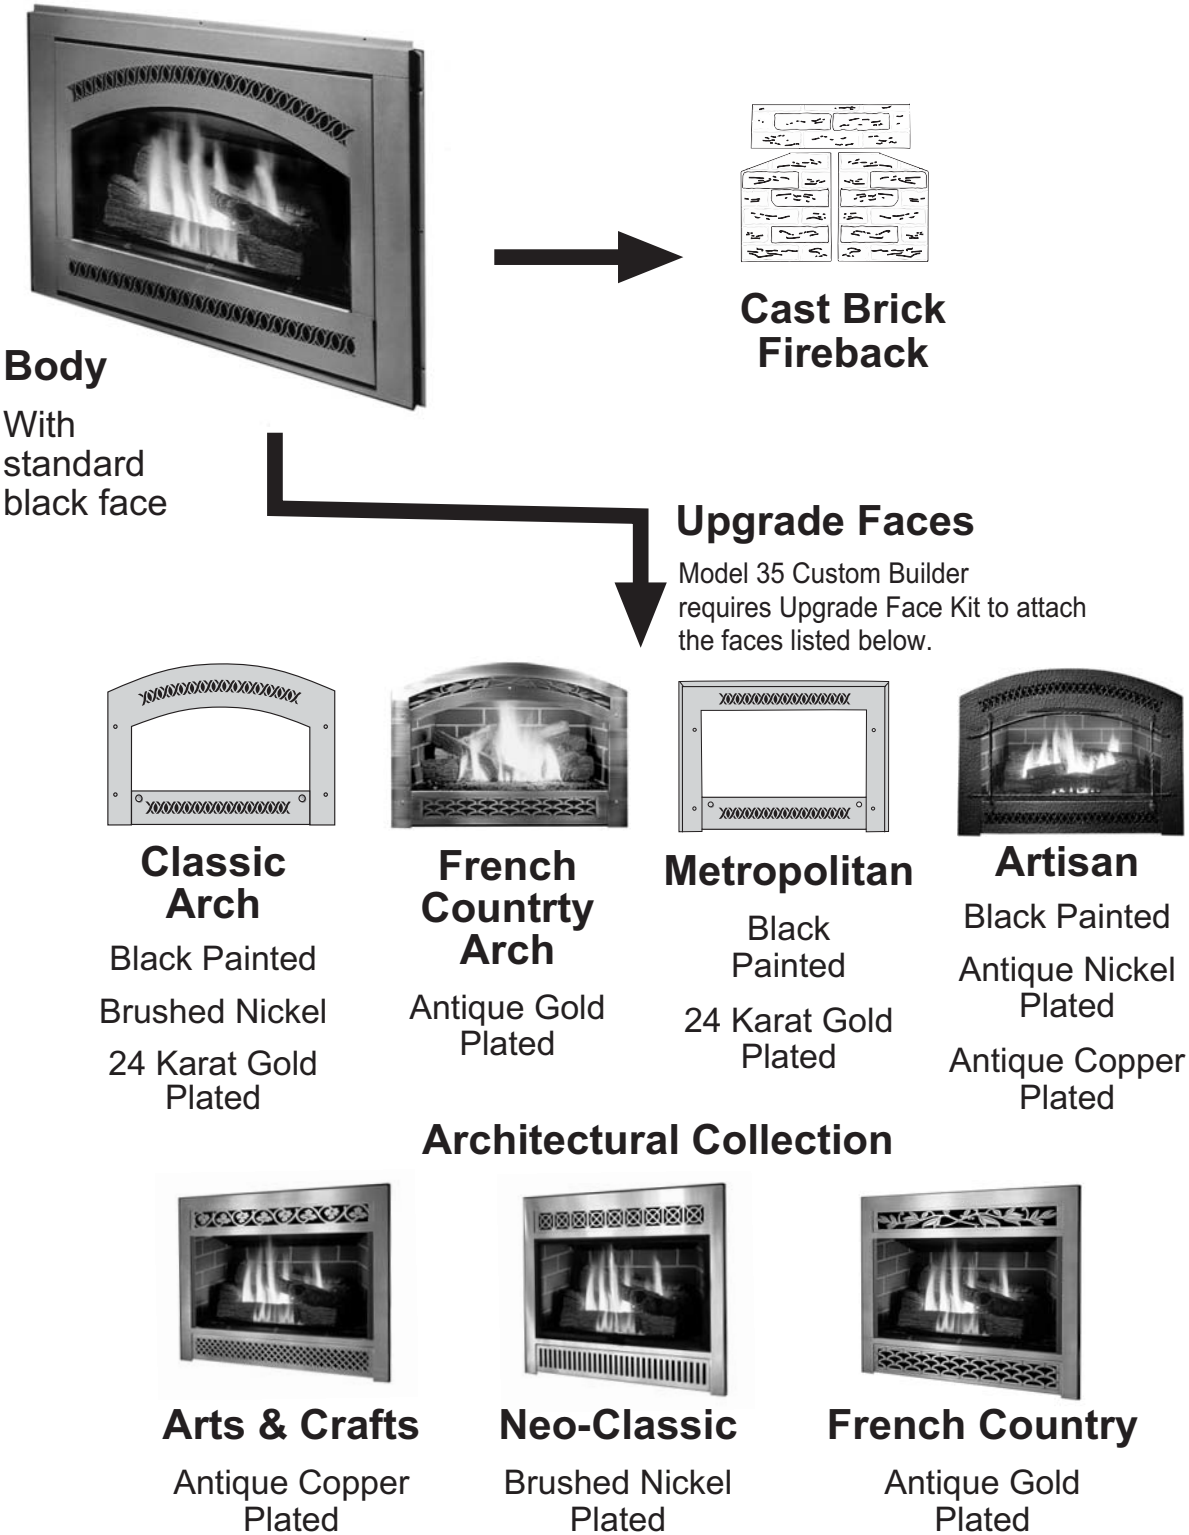 Cast Brick
Fireback
Body
With
standard
black face
Upgrade Faces
Model 35 Custom Builder
requires Upgrade Face Kit to attach
the faces listed below.
Classic
Arch
Black Painted
Brushed Nickel
24 Karat Gold
Plated
French
Countrty
Arch
Antique Gold
Plated
Metropolitan
Black
Painted
24 Karat Gold
Plated
Artisan
Black Painted
Antique Nickel
Plated
Antique Copper
Plated
Architectural Collection
Arts & Crafts
Antique Copper
Plated
Neo-Classic
Brushed Nickel
Plated
French Country
Antique Gold
Plated